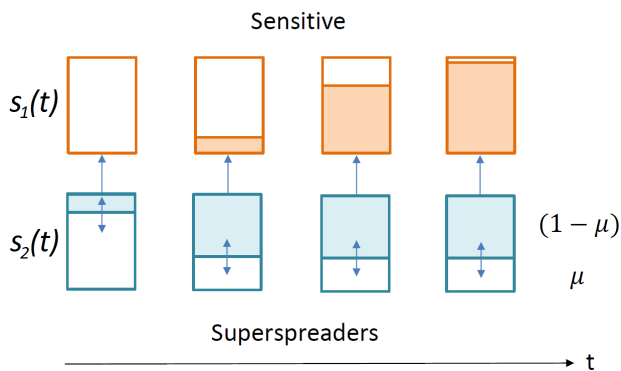 Sensitive
s₁(t)
s₂(t)
(1 − μ)
μ
Superspreaders
t